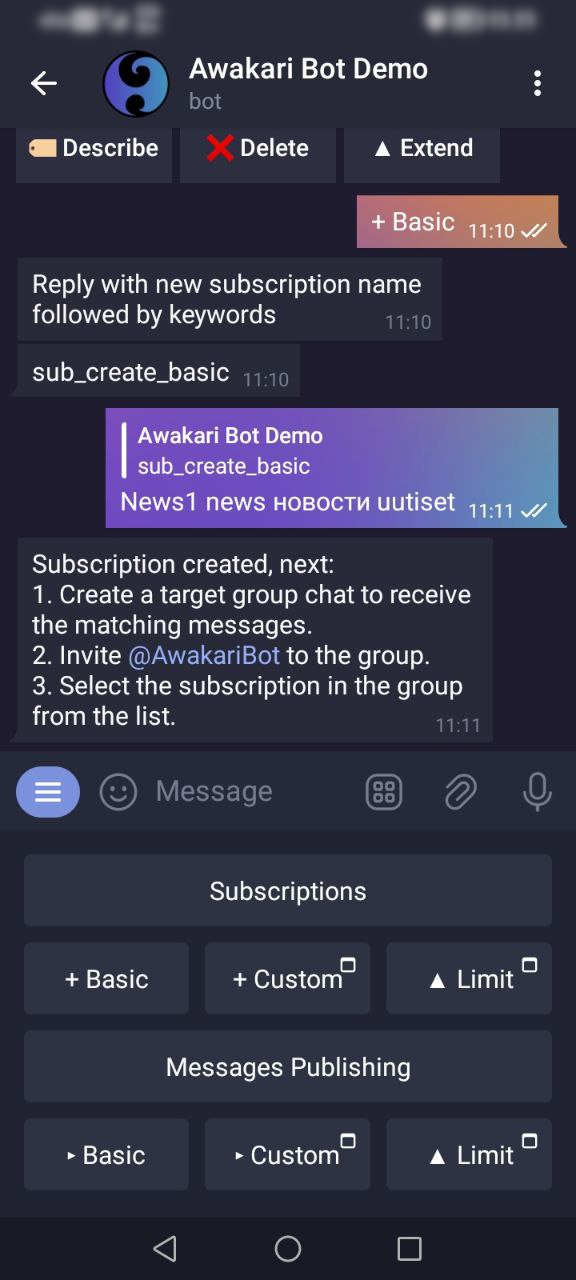 Awakari Bot Demo
bot
Describe
Delete
▲ Extend
+ Basic 11:10
Reply with new subscription name
followed by keywords 11:10
sub_create_basic 11:10
Awakari Bot Demo
sub_create_basic
News1 news новости uutiset 11:11
Subscription created, next:
1. Create a target group chat to receive
the matching messages.
2. Invite @AwakariBot to the group.
3. Select the subscription in the group
from the list. 11:11
Message
Subscriptions
+ Basic
+ Custom
▲ Limit
Messages Publishing
‣ Basic
‣ Custom
▲ Limit